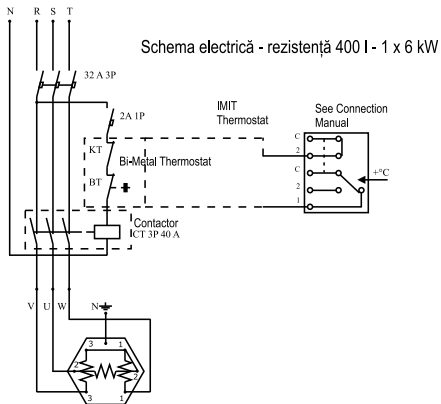 N R S T
Schema electrică - rezistență 400 l - 1 x 6 kW
32 A 3P
2A 1P
IMIT
Thermostat
See Connection
Manual
KT
C
2
Bi-Metal Thermostat
C
+°C
BT
2
1
Contactor
CT 3P 40 A
V U W N
3 1
2 2
3 1